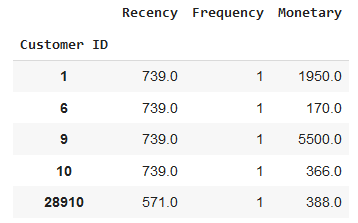 Recency Frequency Monetary
Customer ID
1 739.0 1 1950.0
6 739.0 1 170.0
9 739.0 1 5500.0
10 739.0 1 366.0
28910 571.0 1 388.0